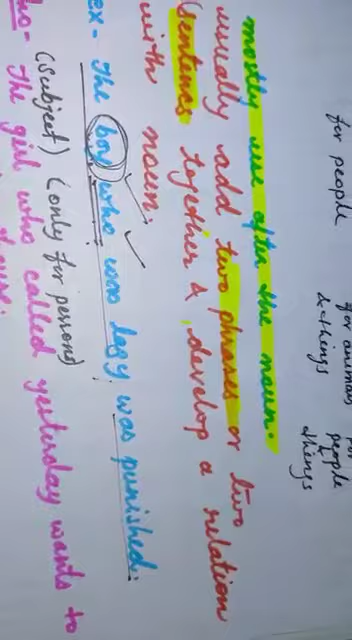 for people
for animals & things
for people things
mostly use after the noun.
usually add two phrases or two
sentences together & develop a relation
with noun.
ex- The boy who was lazy was punished.
(Subject) (only for person)
who- The girl who called yesterday wants to